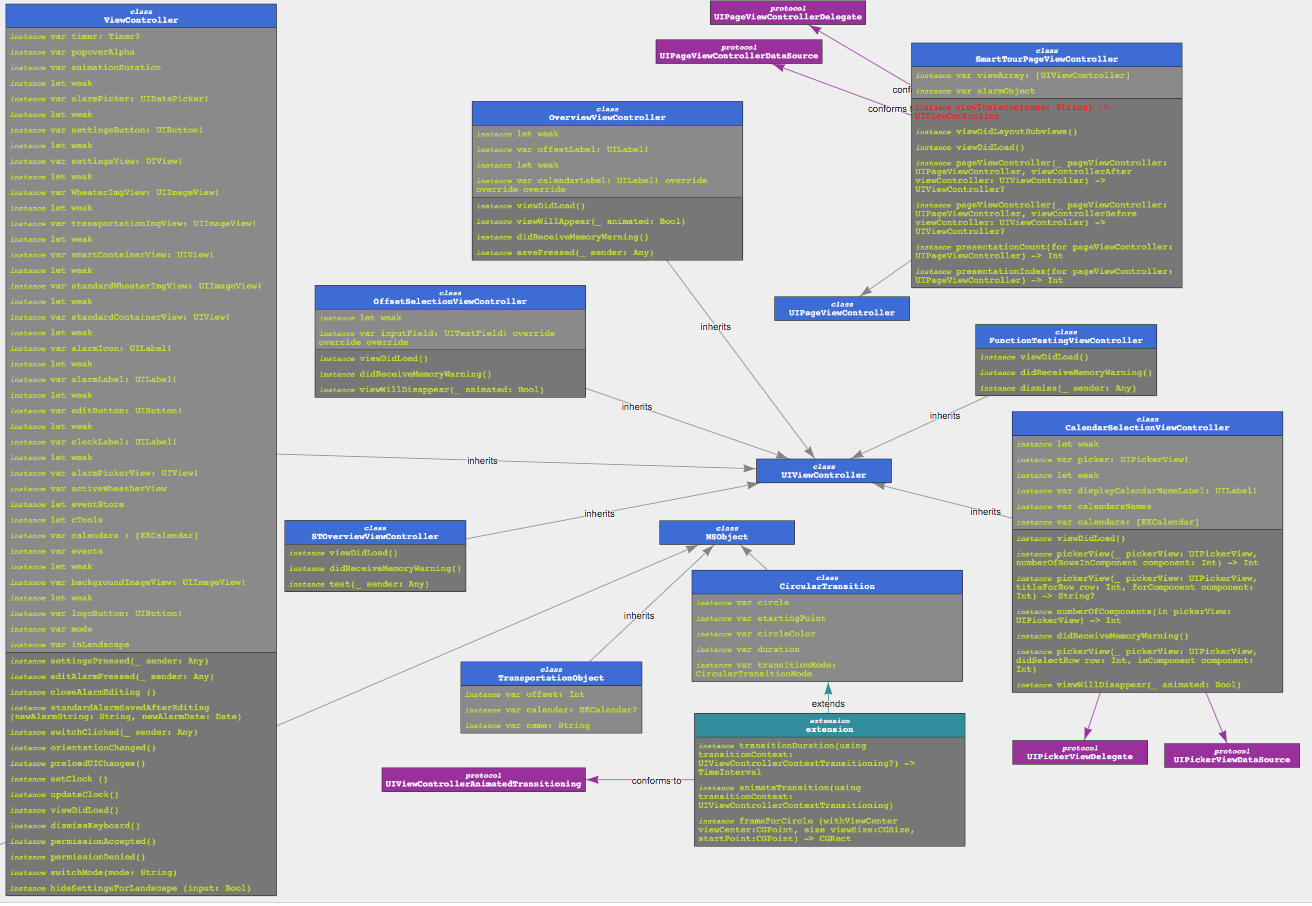 class
ViewController
instance var timer: Timer?
instance var popoverAlpha
instance var animationDuration
instance let weak
instance var alarmPicker: UIDatePicker!
instance let weak
instance var settingsButton: UIButton!
instance let weak
instance var settingsView: UIView!
instance let weak
instance var WheaterImgView: UIImageView!
instance let weak
instance var transportationImgView: UIImageView!
instance let weak
instance var smartContainerView: UIView!
instance let weak
instance var standardWheaterImgView: UIImageView!
instance let weak
instance var standardContainerView: UIView!
instance let weak
instance var alarmIcon: UILabel!
instance let weak
instance var alarmLabel: UILabel!
instance let weak
instance var editButton: UIButton!
instance let weak
instance var clockLabel: UILabel!
instance let weak
instance var alarmPickerView: UIView!
instance var activeWheatherView
instance let eventStore
instance let cTools
instance var calendars : [EKCalendar]
instance var events
instance let weak
instance var backgroundImageView: UIImageView!
instance let weak
instance var logoButton: UIButton!
instance var mode
instance var inLandscape
instance settingsPressed(_ sender: Any)
instance editAlarmPressed(_ sender: Any)
instance closeAlarmEditing ()
instance standardAlarmSavedAfterEditing
(newAlarmString: String, newAlarmDate: Date)
instance switchClicked(_ sender: Any)
instance orientationChanged()
instance preloadUIChanges()
instance setClock ()
instance updateClock()
instance viewDidLoad()
instance dismissKeyboard()
instance permissionAccepted()
instance permissionDenied()
instance switchMode(mode: String)
instance hideSettingsForLandscape (input: Bool)
protocol
UIPageViewControllerDelegate
protocol
UIPageViewControllerDataSource
conf
conforms t
class
SmartTourPageViewController
instance var viewArray: [UIViewController]
instance var alarmObject
instance viewInstance(name: String) ->
UIViewController
instance viewDidLayoutSubviews()
instance viewDidLoad()
instance pageViewController(_ pageViewController:
UIPageViewController, viewControllerAfter
viewController: UIViewController) ->
UIViewController?
instance pageViewController(_ pageViewController:
UIPageViewController, viewControllerBefore
viewController: UIViewController) ->
UIViewController?
instance presentationCount(for pageViewController:
UIPageViewController) -> Int
instance presentationIndex(for pageViewController:
UIPageViewController) -> Int
class
OverviewViewController
instance let weak
instance var offsetLabel: UILabel!
instance let weak
instance var calendarLabel: UILabel! override
override override
instance viewDidLoad()
instance viewWillAppear(_ animated: Bool)
instance didReceiveMemoryWarning()
instance savePressed(_ sender: Any)
class
UIPageViewController
class
OffsetSelectionViewController
instance let weak
instance var inputField: UITextField! override
override override
instance viewDidLoad()
instance didReceiveMemoryWarning()
instance viewWillDisappear(_ animated: Bool)
inherits
class
FunctionTestingViewController
instance viewDidLoad()
instance didReceiveMemoryWarning()
instance dismiss(_ sender: Any)
inherits
inherits
inherits
class
UIViewController
class
CalendarSelectionViewController
instance let weak
instance var picker: UIPickerView!
instance let weak
instance var displayCalendarNameLabel: UILabel!
instance var calendarsNames
instance var calendars: [EKCalendar]
instance viewDidLoad()
instance pickerView(_ pickerView: UIPickerView,
numberOfRowsInComponent component: Int) -> Int
instance pickerView(_ pickerView: UIPickerView,
titleForRow row: Int, forComponent component:
Int) -> String?
instance numberOfComponents(in pickerView:
UIPickerView) -> Int
instance didReceiveMemoryWarning()
instance pickerView(_ pickerView: UIPickerView,
didSelectRow row: Int, inComponent component:
Int)
instance viewWillDisappear(_ animated: Bool)
inherits
inherits
class
STOverviewViewController
instance viewDidLoad()
instance didReceiveMemoryWarning()
instance test(_ sender: Any)
class
NSObject
class
CircularTransition
instance var circle
instance var startingPoint
instance var circleColor
instance var duration
instance var transitionMode:
CircularTransitionMode
inherits
class
TransportationObject
instance var offset: Int
instance var calendar: EKCalendar?
instance var name: String
extends
extension
extension
instance transitionDuration(using
transitionContext:
UIViewControllerContextTransitioning?) ->
TimeInterval
instance animateTransition(using
transitionContext:
UIViewControllerContextTransitioning)
instance frameForCircle (withViewCenter
viewCenter:CGPoint, size viewSize:CGSize,
startPoint:CGPoint) -> CGRect
protocol
UIViewControllerAnimatedTransitioning
conforms to
protocol
UIPickerViewDelegate
protocol
UIPickerViewDataSource